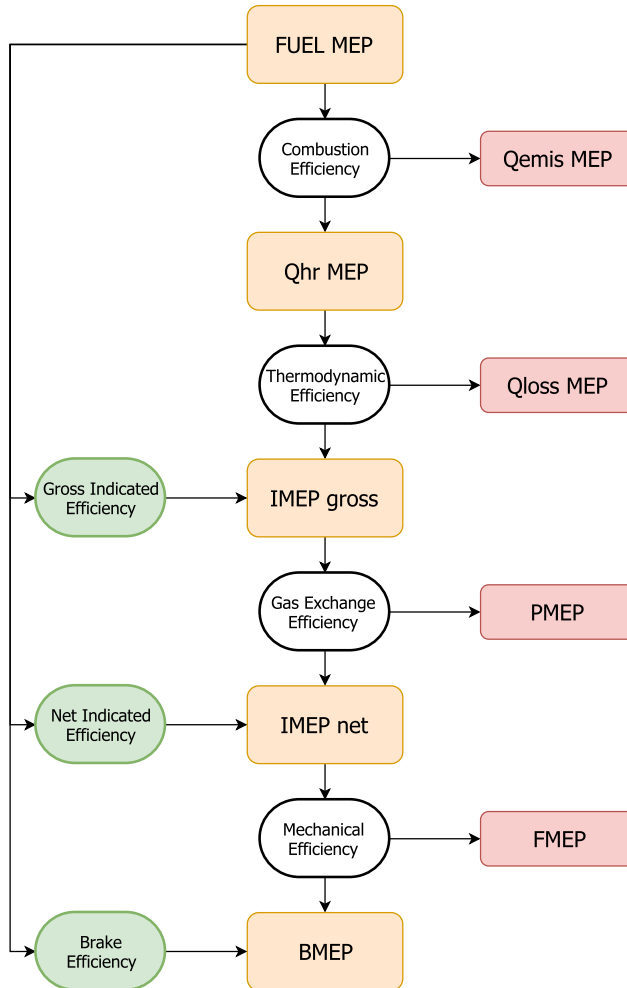 FUEL MEP
Combustion
Efficiency
Qemis MEP
Qhr MEP
Thermodynamic
Efficiency
Qloss MEP
Gross Indicated
Efficiency
IMEP gross
Gas Exchange
Efficiency
PMEP
Net Indicated
Efficiency
IMEP net
Mechanical
Efficiency
FMEP
Brake
Efficiency
BMEP